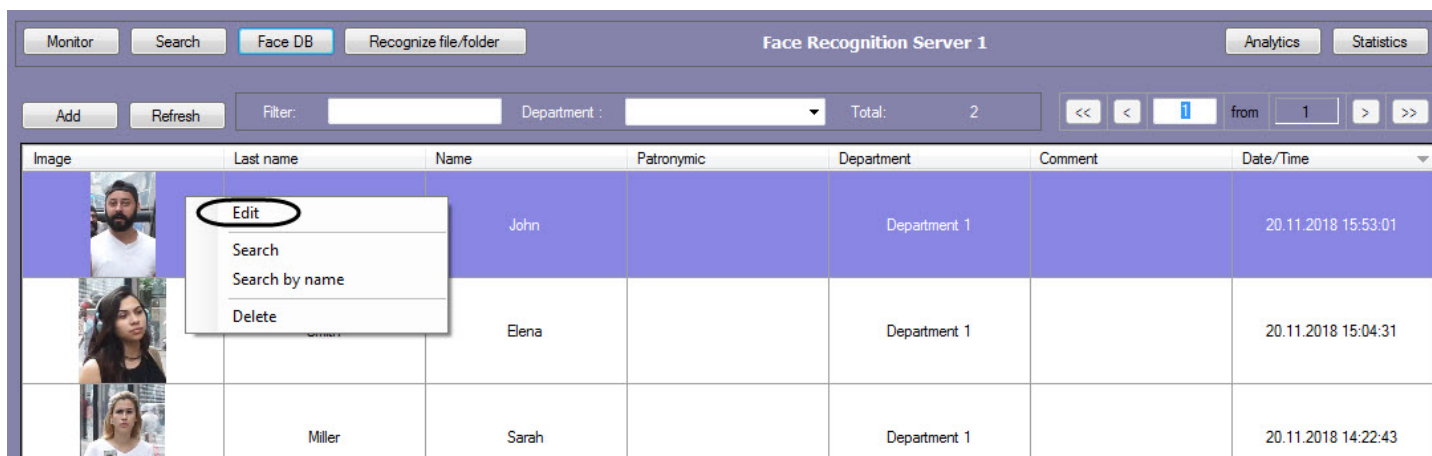 Monitor Search Face DB Recognize file/folder Face Recognition Server 1 Analytics Statistics
Add Refresh Filter: Department : Total: 2 << < 1 from 1 > >>
Image Last name Name Patronymic Department Comment Date/Time
Edit
John Department 1 20.11.2018 15:53:01
Search
Search by name
Delete
Smith Elena Department 1 20.11.2018 15:04:31
Miller Sarah Department 1 20.11.2018 14:22:43